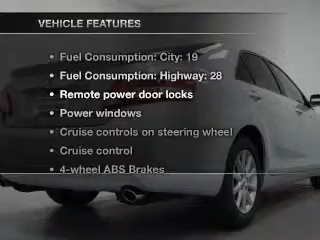 VEHICLE FEATURES
• Fuel Consumption: City: 19
• Fuel Consumption: Highway: 28
• Remote power door locks
• Power windows
• Cruise controls on steering wheel
• Cruise control
• 4-wheel ABS Brakes